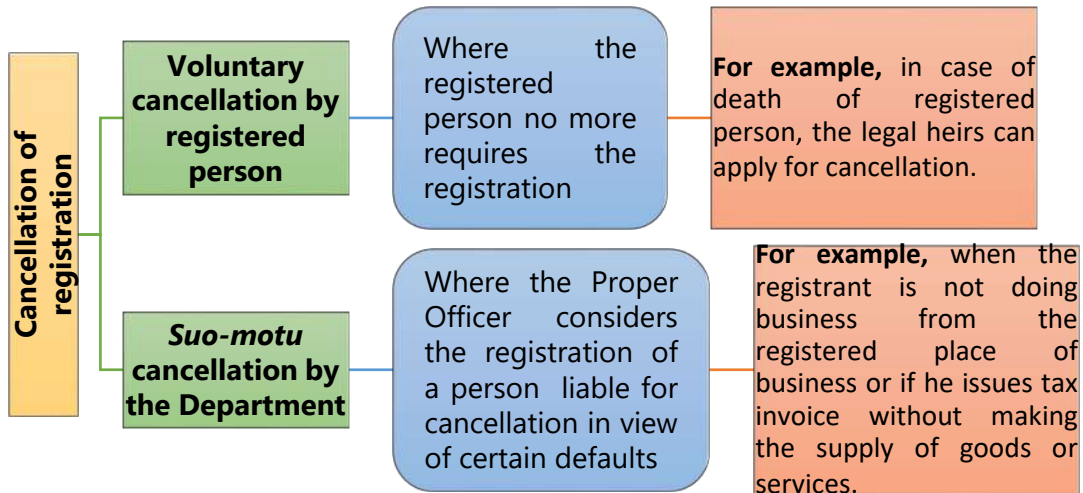 Cancellation of
registration
Voluntary
cancellation by
registered
person
Where the
registered
person no more
requires the
registration
For example, in case of
death of registered
person, the legal heirs can
apply for cancellation.
Suo-motu
cancellation by
the Department
Where the Proper
Officer considers
the registration of
a person liable for
cancellation in view
of certain defaults
For example, when the
registrant is not doing
business from the
registered place of
business or if he issues tax
invoice without making
the supply of goods or
services.